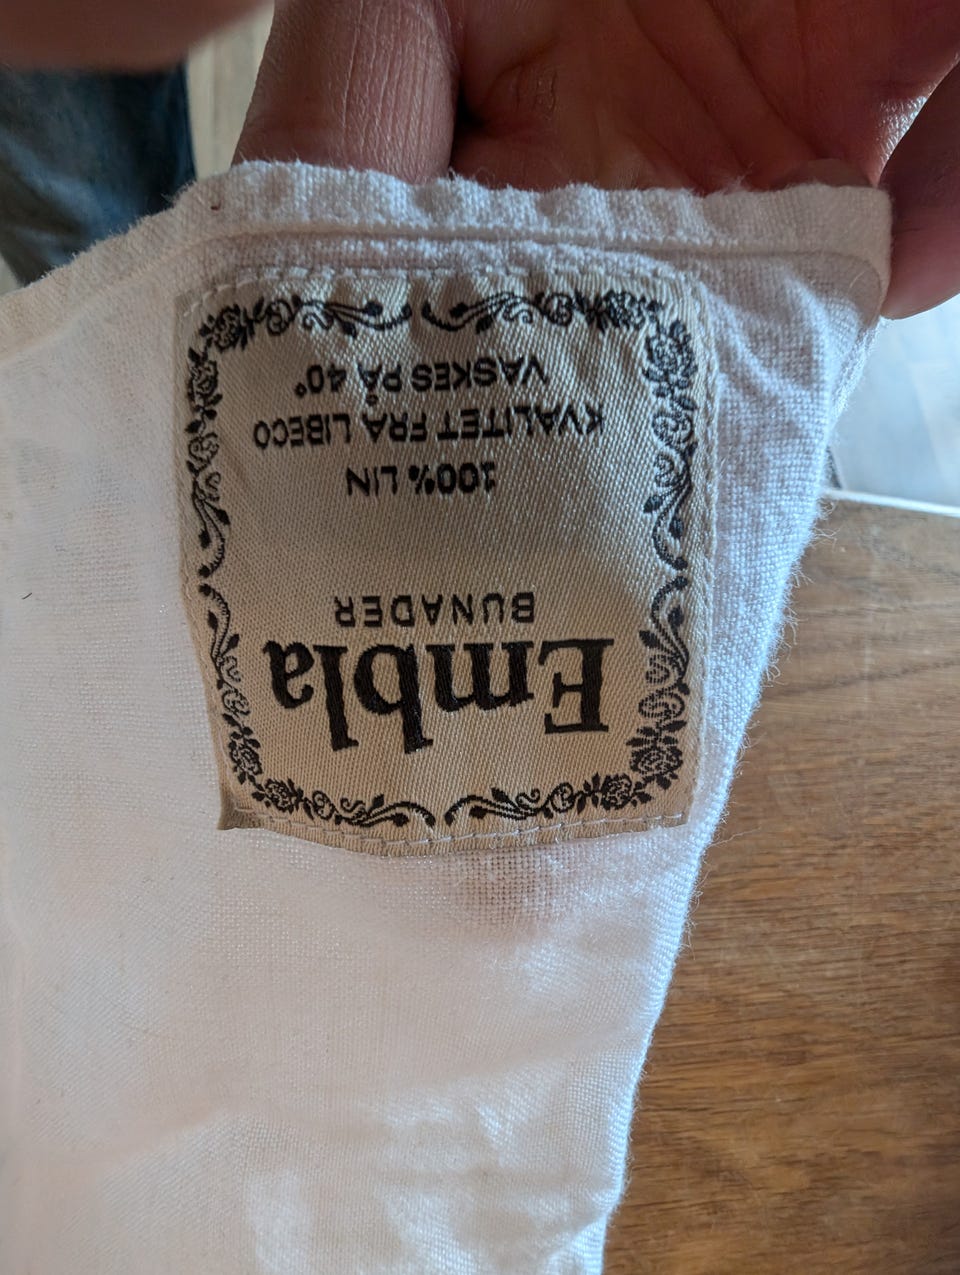 Embla
BUNADER
100% LIN
KVALITET FRA LIBECO
VASKES PÅ 40°